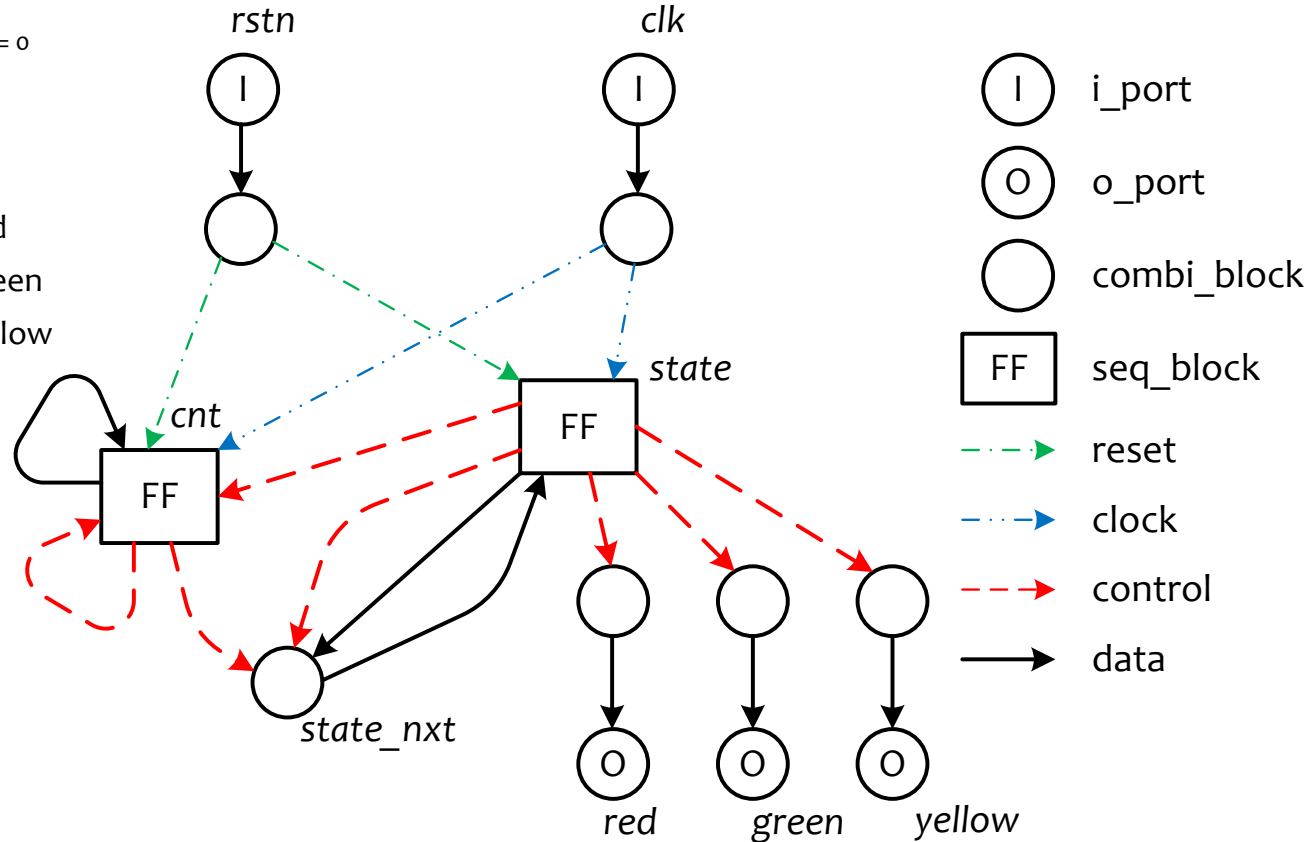 rstn
clk
= 0
I
I
I
i_port
O
o_port
combi_block
FF
seq_block
state
cnt
FF
FF
reset
clock
control
data
state_nxt
O
O
O
red
green
yellow